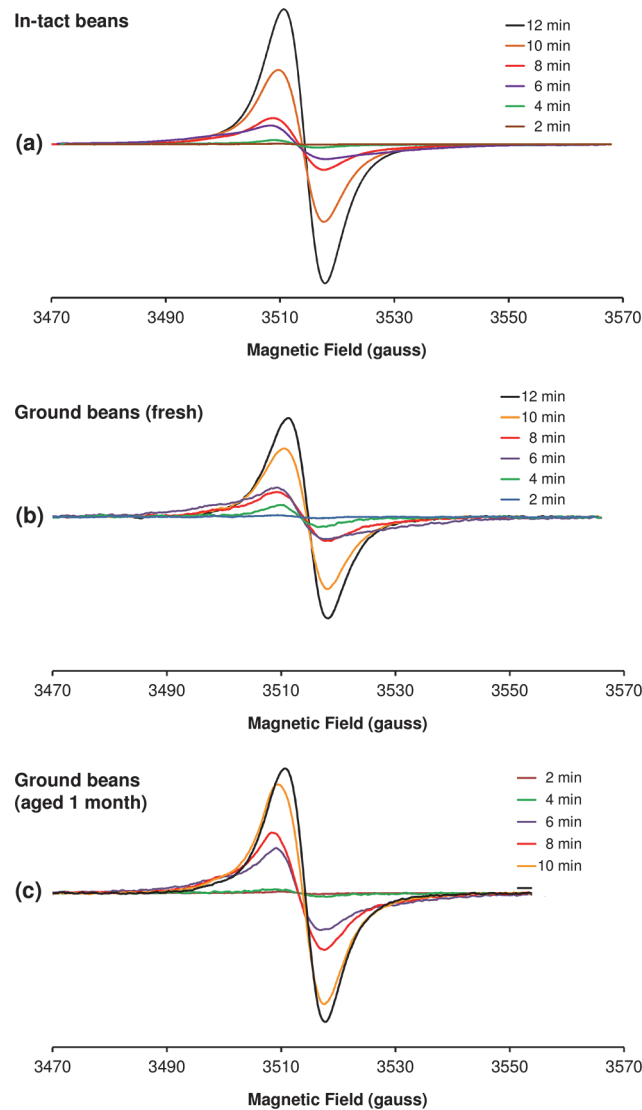 In-tact beans
12 min
10 min
8 min
6 min
4 min
2 min
(a)
3470 3490 3510 3530 3550 3570
Magnetic Field (gauss)
Ground beans (fresh)
12 min
10 min
8 min
6 min
4 min
2 min
(b)
3470 3490 3510 3530 3550 3570
Magnetic Field (gauss)
Ground beans
(aged 1 month)
2 min
4 min
6 min
8 min
10 min
(c)
3470 3490 3510 3530 3550 3570
Magnetic Field (gauss)